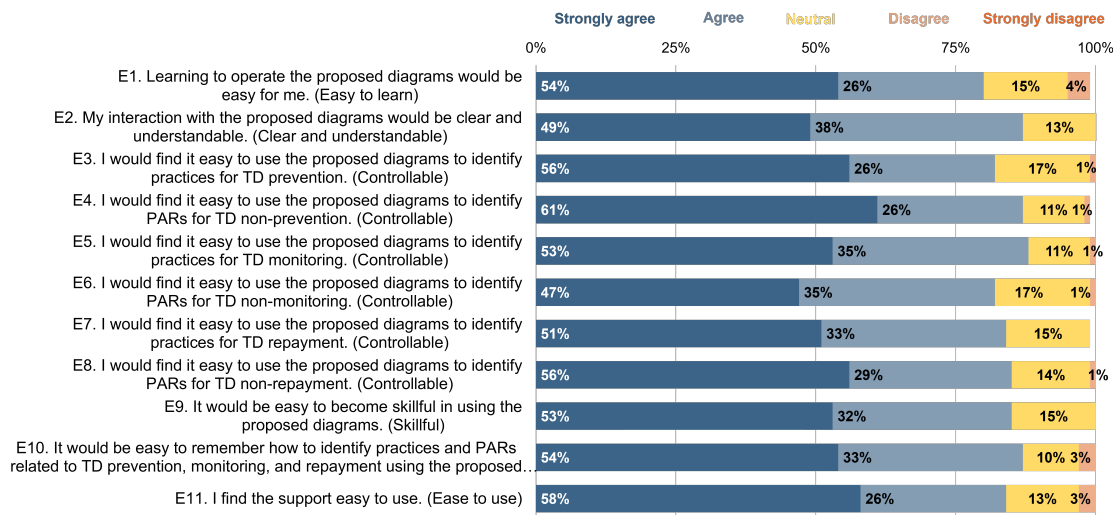 Strongly agree Agree Neutral Disagree Strongly disagree
0% 25% 50% 75% 100%
E1. Learning to operate the proposed diagrams would be
easy for me. (Easy to learn)
54% 26% 15% 4%
E2. My interaction with the proposed diagrams would be clear and
understandable. (Clear and understandable)
49% 38% 13%
E3. I would find it easy to use the proposed diagrams to identify
practices for TD prevention. (Controllable)
56% 26% 17% 1%
E4. I would find it easy to use the proposed diagrams to identify
PARs for TD non-prevention. (Controllable)
61% 26% 11% 1%
E5. I would find it easy to use the proposed diagrams to identify
practices for TD monitoring. (Controllable)
53% 35% 11% 1%
E6. I would find it easy to use the proposed diagrams to identify
PARs for TD non-monitoring. (Controllable)
47% 35% 17% 1%
E7. I would find it easy to use the proposed diagrams to identify
practices for TD repayment. (Controllable)
51% 33% 15%
E8. I would find it easy to use the proposed diagrams to identify
PARs for TD non-repayment. (Controllable)
56% 29% 14% 1%
E9. It would be easy to become skillful in using the
proposed diagrams. (Skillful)
53% 32% 15%
E10. It would be easy to remember how to identify practices and PARs
related to TD prevention, monitoring, and repayment using the proposed…
54% 33% 10% 3%
E11. I find the support easy to use. (Ease to use)
58% 26% 13% 3%